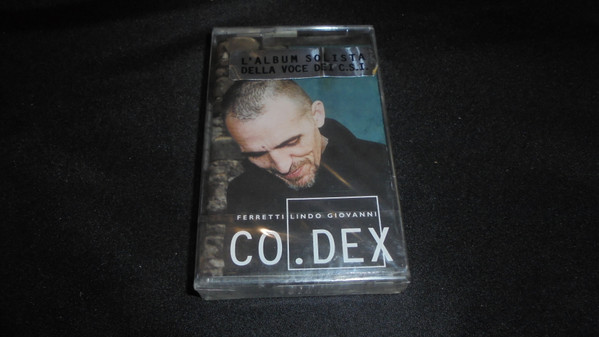 L'ALBUM SOLISTA
DELLA VOCE DEI C.S.I.
FERRETTI LINDO GIOVANNI
CO.DEX